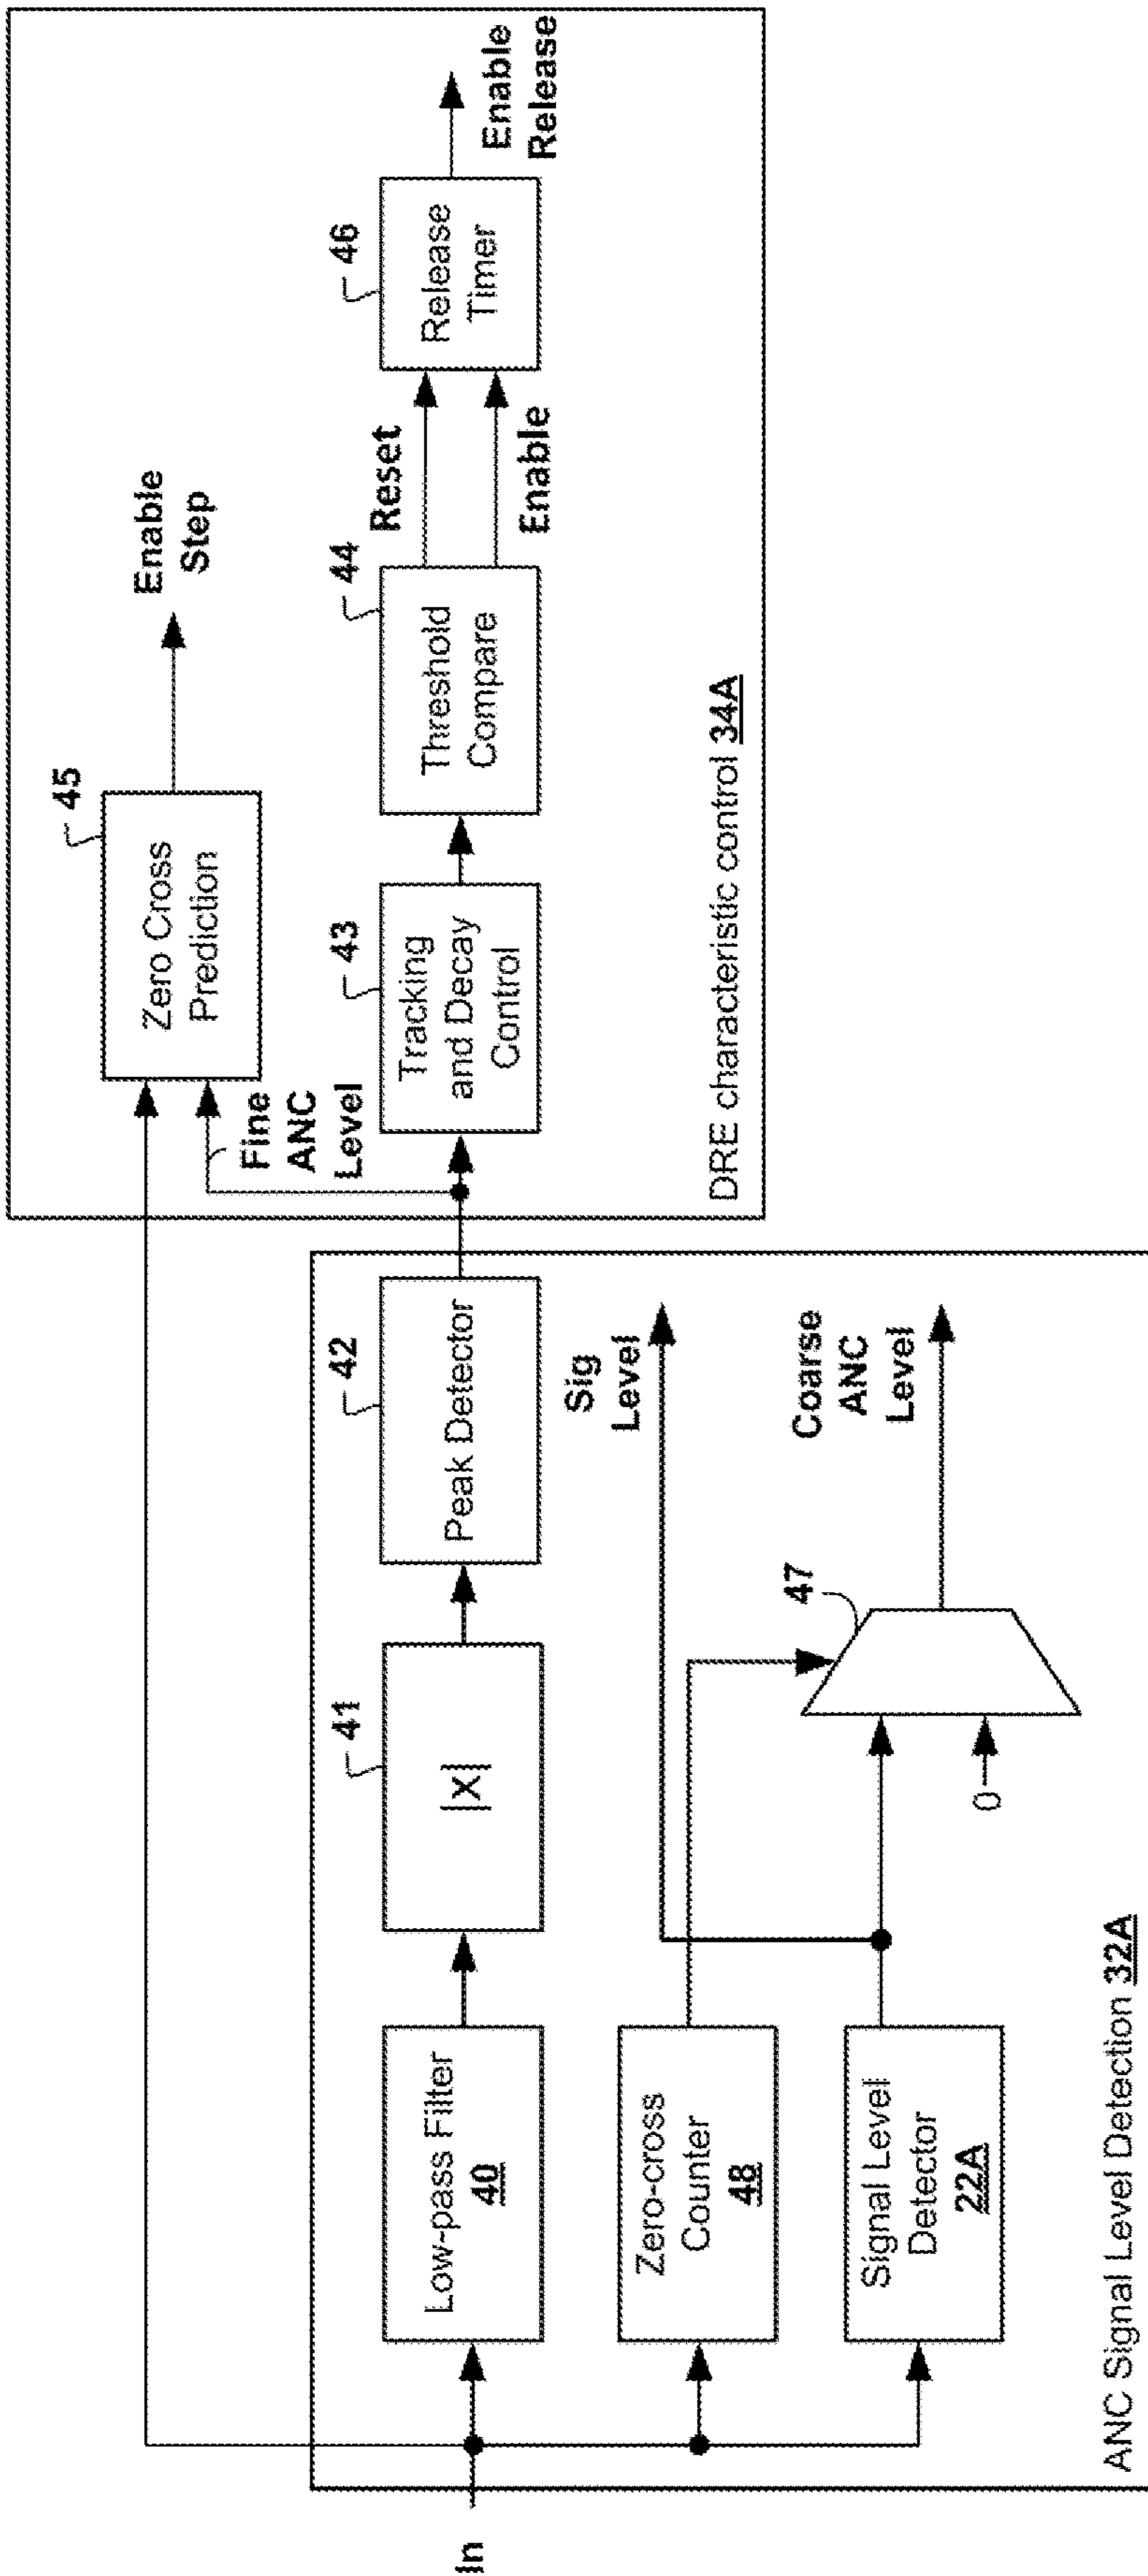 In
Low-pass Filter
40
|X|
41
Peak Detector
42
Zero-cross
Counter
48
Signal Level
Detector
22A
0
47
Sig
Level
Coarse
ANC
Level
ANC Signal Level Detection 32A
Fine
ANC
Level
Zero Cross
Prediction
45
Enable
Step
Tracking
and Decay
Control
43
Threshold
Compare
44
Reset
Enable
Release
Timer
46
Enable
Release
DRE characteristic control 34A